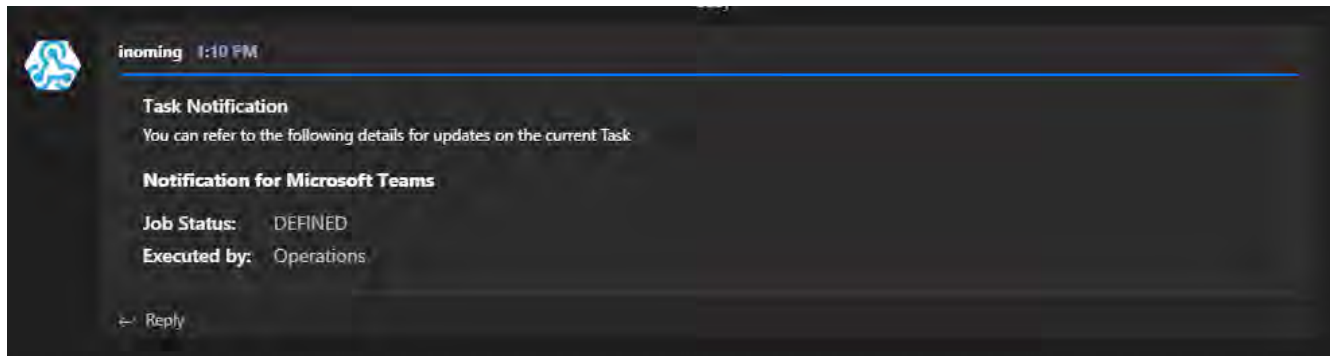 inoming 1:10 PM
Task Notification
You can refer to the following details for updates on the current Task
Notification for Microsoft Teams
Job Status: DEFINED
Executed by: Operations
Reply